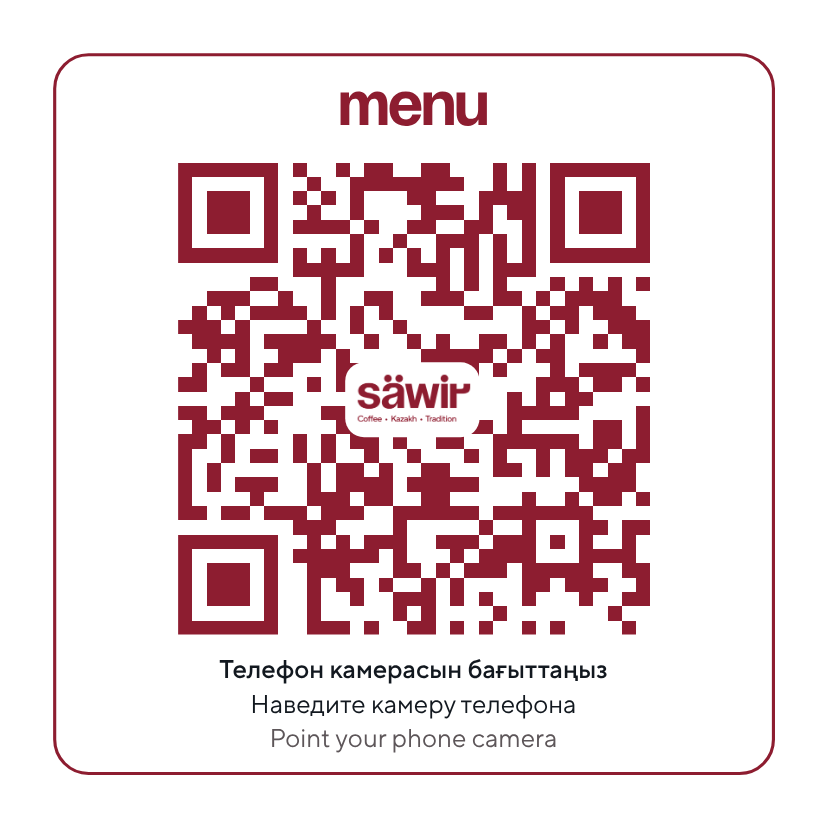 menu
säwir
Coffee • Kazakh • Tradition
Телефон камерасын бағыттаңыз
Наведите камеру телефона
Point your phone camera